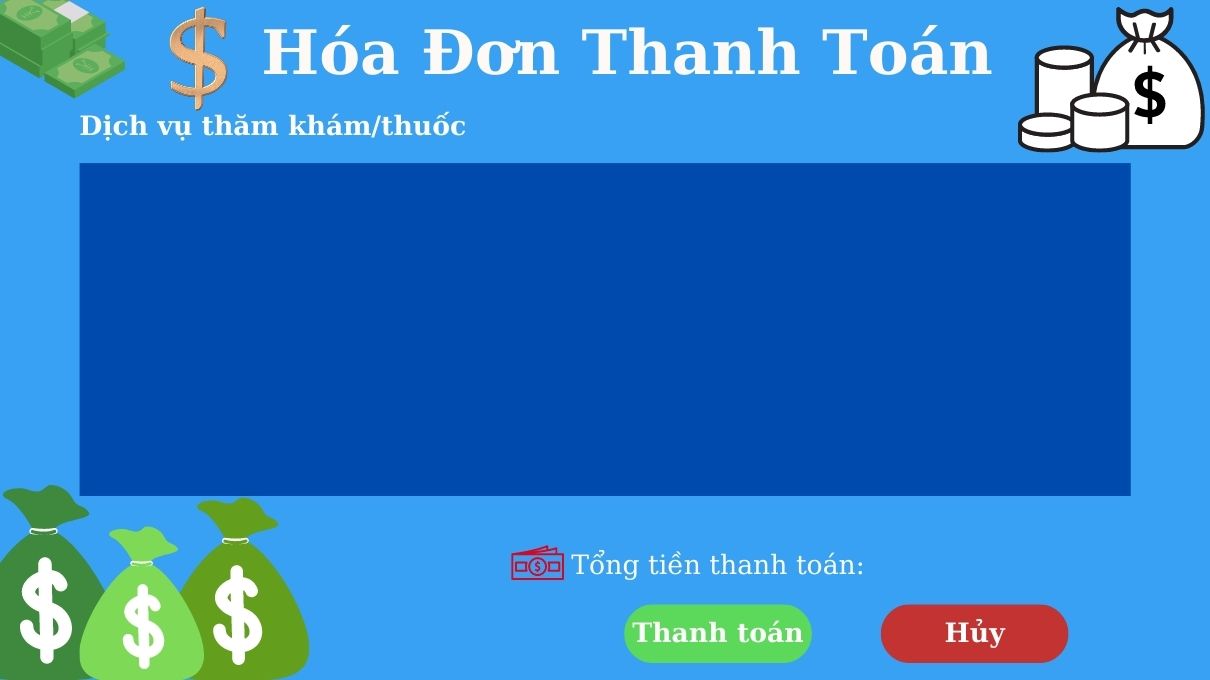 Hóa Đơn Thanh Toán
Dịch vụ thăm khám/thuốc
Tổng tiền thanh toán:
Thanh toán
Hủy